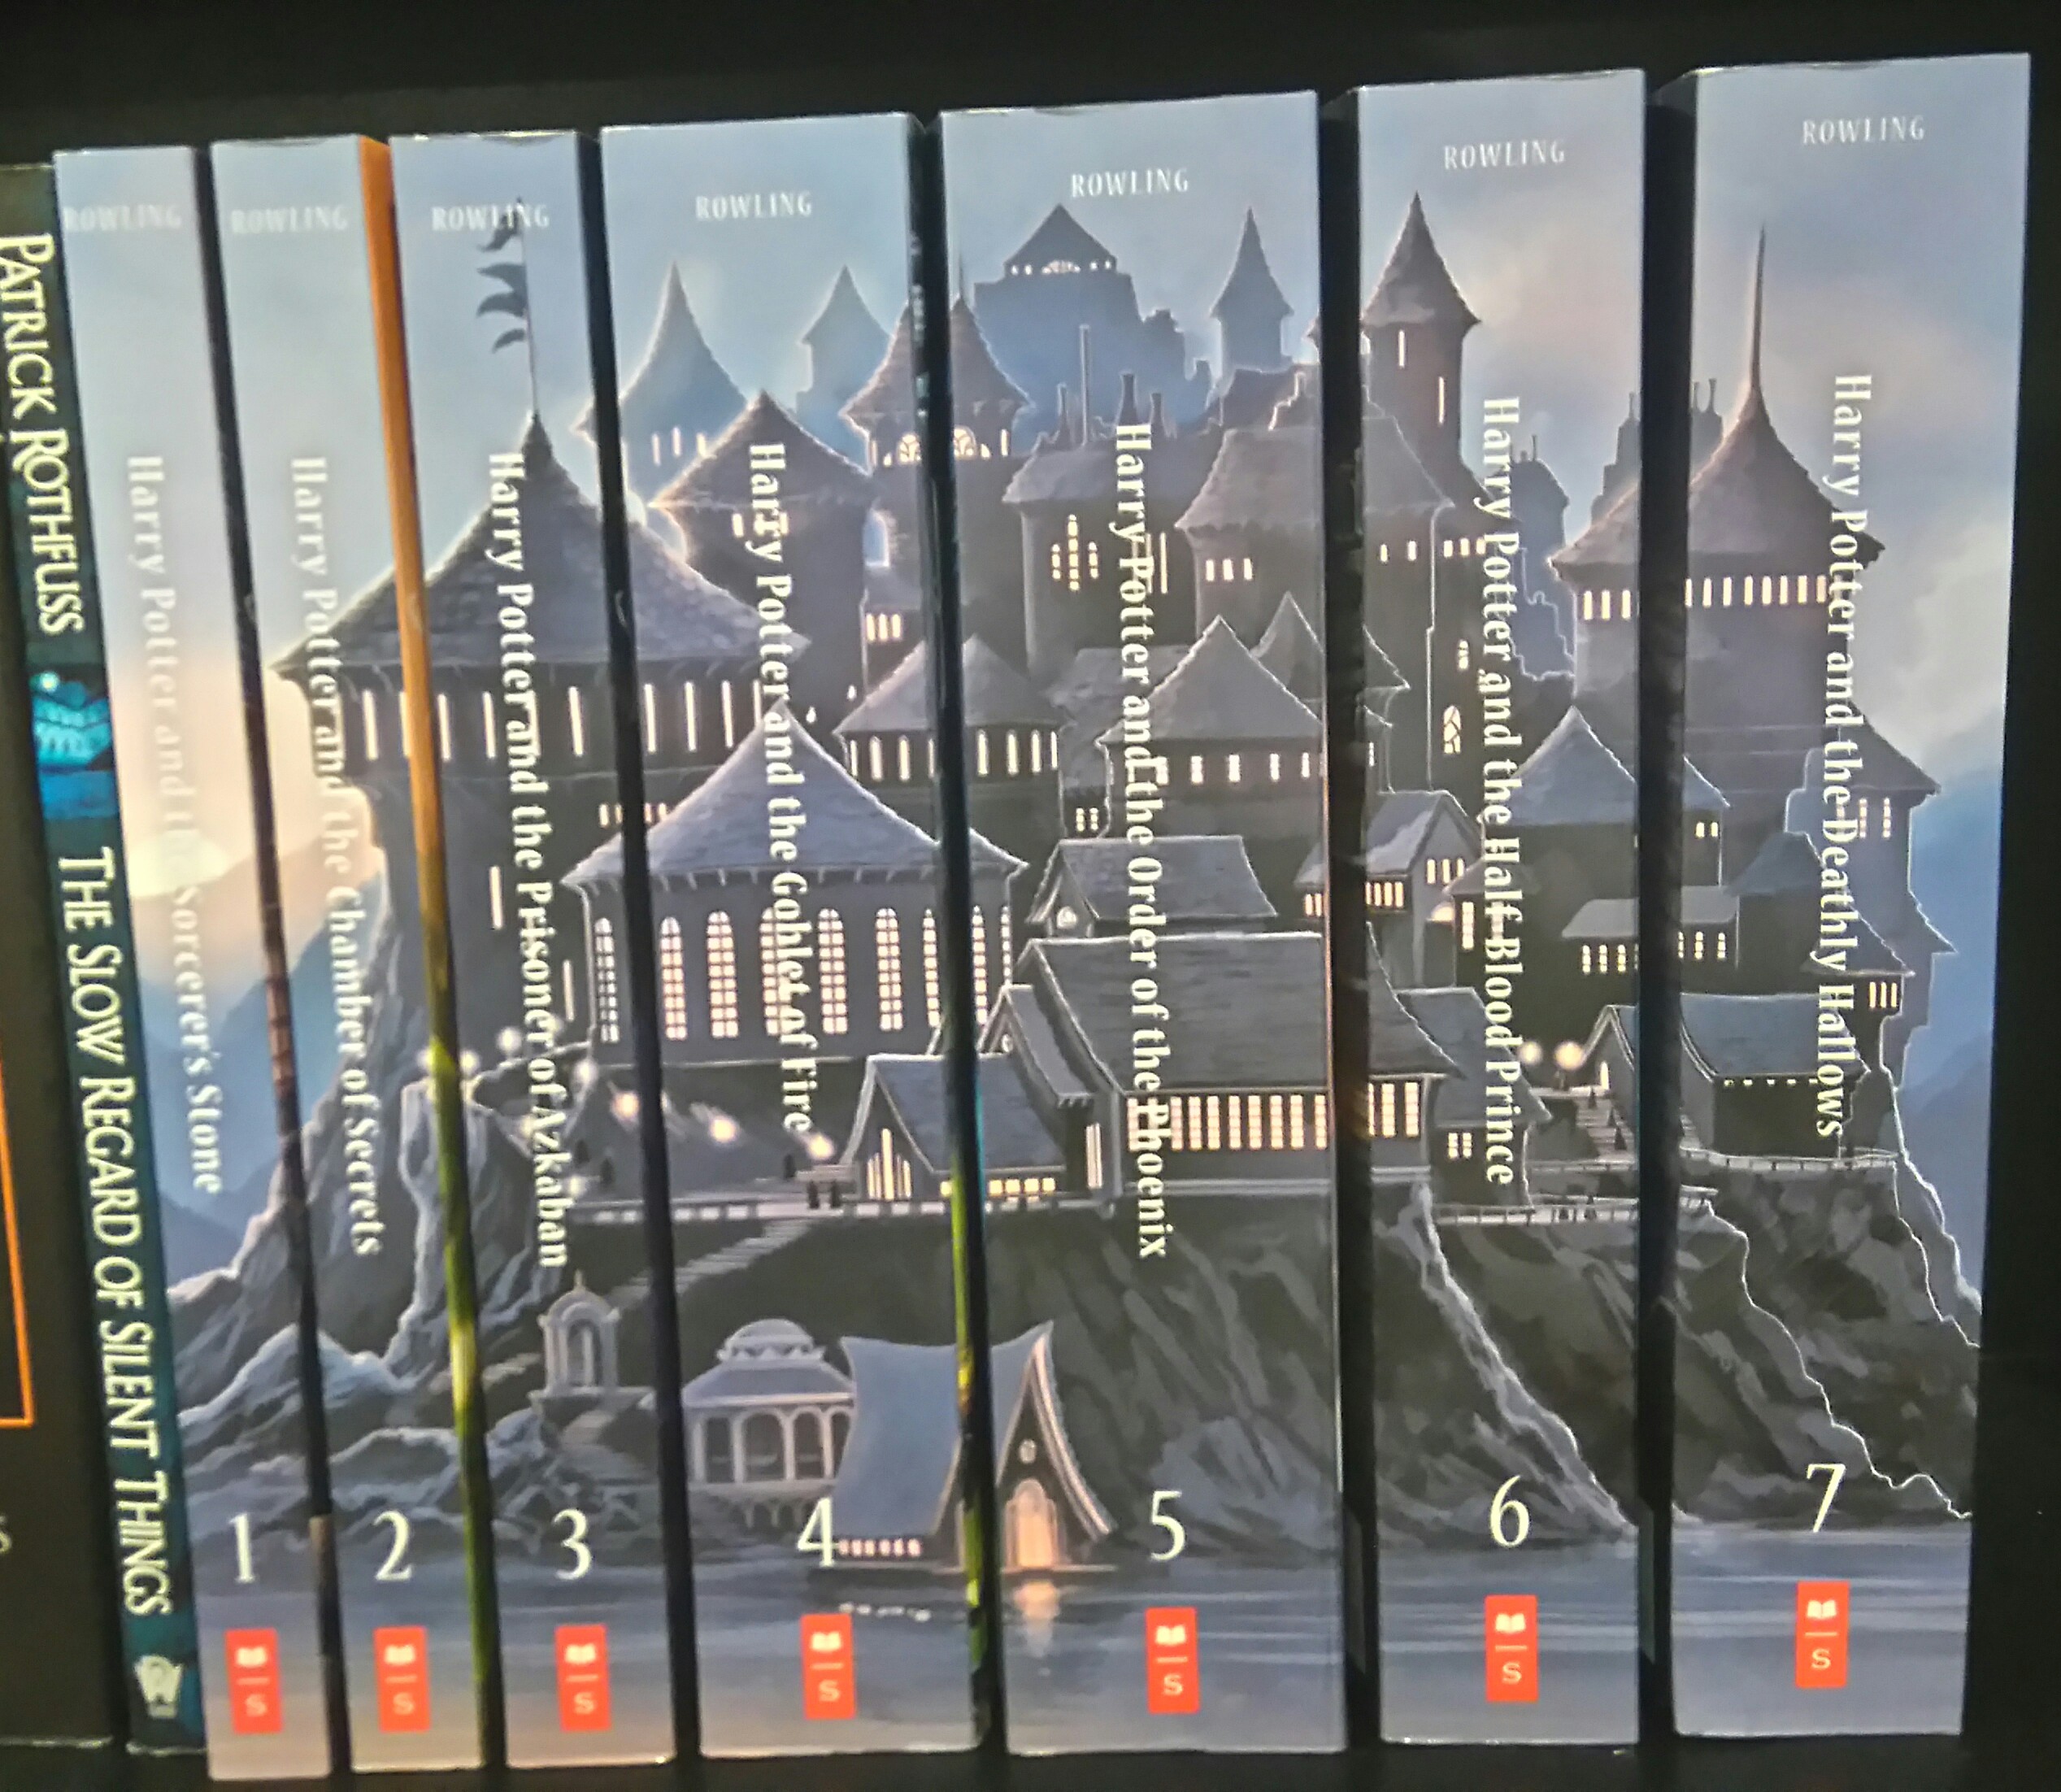 PATRICK ROTHFUSS
THE SLOW REGARD OF SILENT THINGS
ROWLING
Harry Potter and the Sorcerer's Stone
1
S
ROWLING
Harry Potter and the Chamber of Secrets
2
S
ROWLING
Harry Potter and the Prisoner of Azkaban
3
S
ROWLING
Harry Potter and the Goblet of Fire
4
S
ROWLING
Harry Potter and the Order of the Phoenix
5
S
ROWLING
Harry Potter and the Half-Blood Prince
6
S
ROWLING
Harry Potter and the Deathly Hallows
7
S